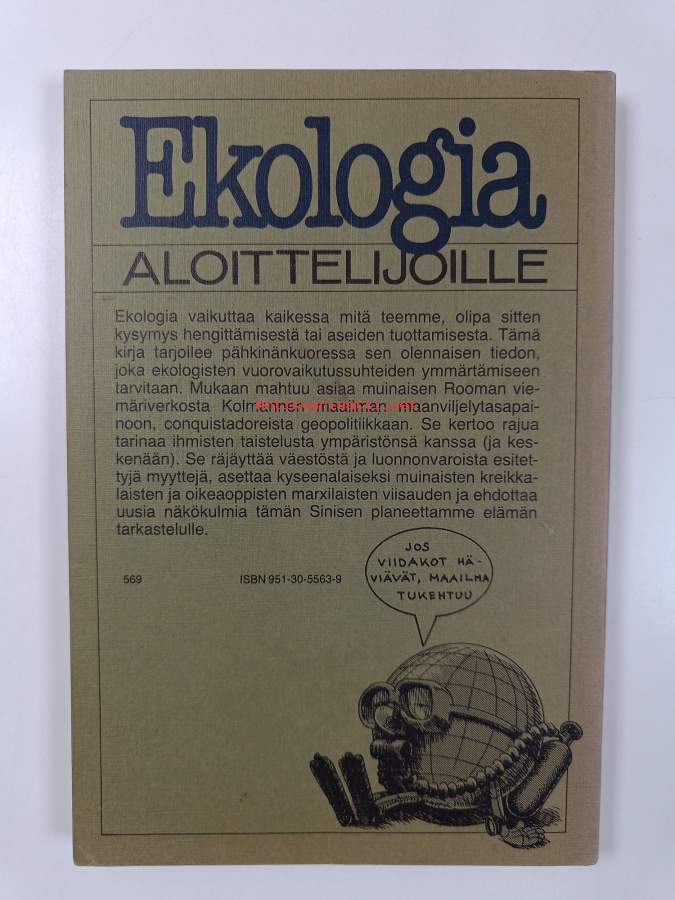 Ekologia
ALOITTELIJOILLE
Ekologia vaikuttaa kaikessa mitä teemme, olipa sitten
kysymys hengittämisestä tai aseiden tuottamisesta. Tämä
kirja tarjoilee pähkinänkuoressa sen olennaisen tiedon,
joka ekologisten vuorovaikutussuhteiden ymmärtämiseen
tarvitaan. Mukaan mahtuu asiaa muinaisen Rooman vie-
märiverkosta Kolmannen maailman maanviljelytasapai-
noon, conquistadoreista geopolitiikkaan. Se kertoo rajua
tarinaa ihmisten taistelusta ympäristönsä kanssa (ja kes-
kenään). Se räjäyttää väestöstä ja luonnonvaroista esitet-
tyjä myyttejä, asettaa kyseenalaiseksi muinaisten kreikka-
laisten ja oikeaoppisten marxilaisten viisauden ja ehdottaa
uusia näkökulmia tämän Sinisen planeettamme elämän
tarkastelulle.
JOS
VIIDAKOT HÄ-
VIÄVÄT, MAAILMA
TUKEHTUU
569 ISBN 951-30-5563-9